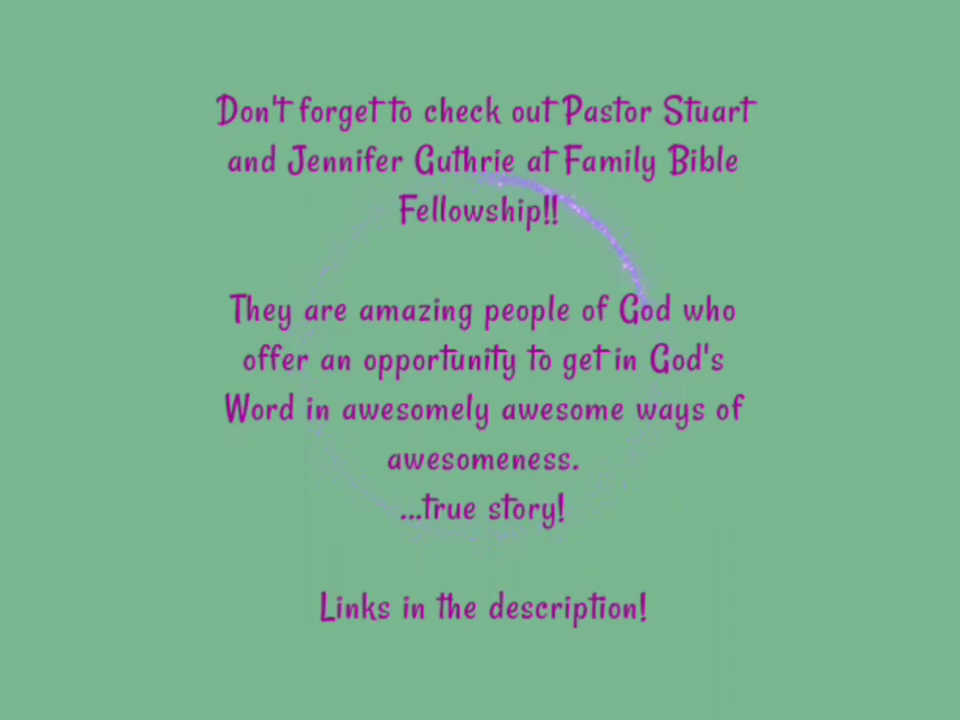 Don't forget to check out Pastor Stuart
and Jennifer Guthrie at Family Bible
Fellowship!!
They are amazing people of God who
offer an opportunity to get in God's
Word in awesomely awesome ways of
awesomeness.
...true story!
Links in the description!